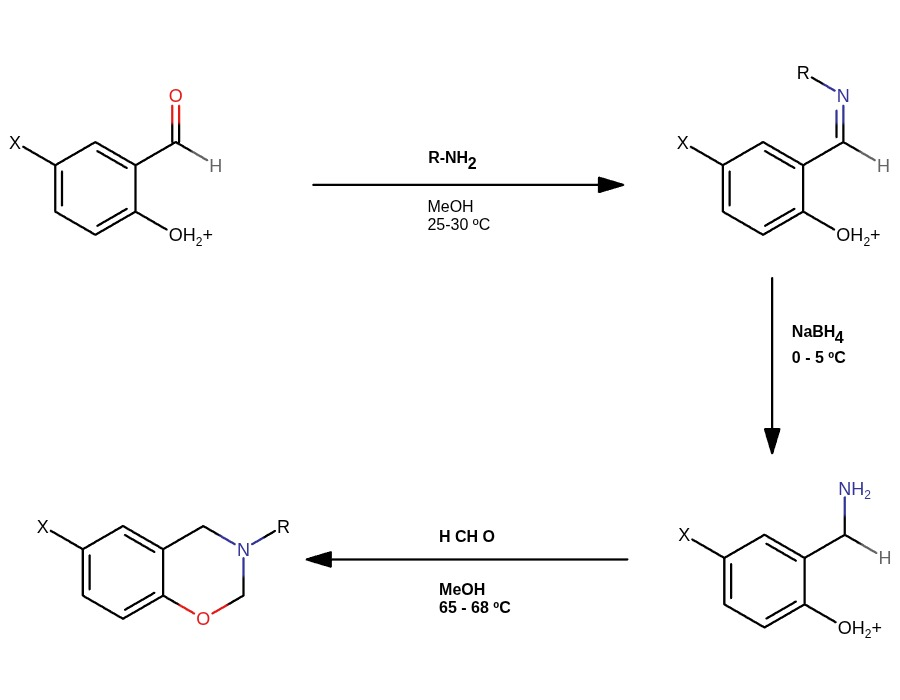 O
X
H
OH2+
R-NH2
MeOH
25-30 ºC
R
N
X
H
OH2+
NaBH4
0 - 5 ºC
X
R
N
O
H CH O
MeOH
65 - 68 ºC
NH2
X
H
OH2+